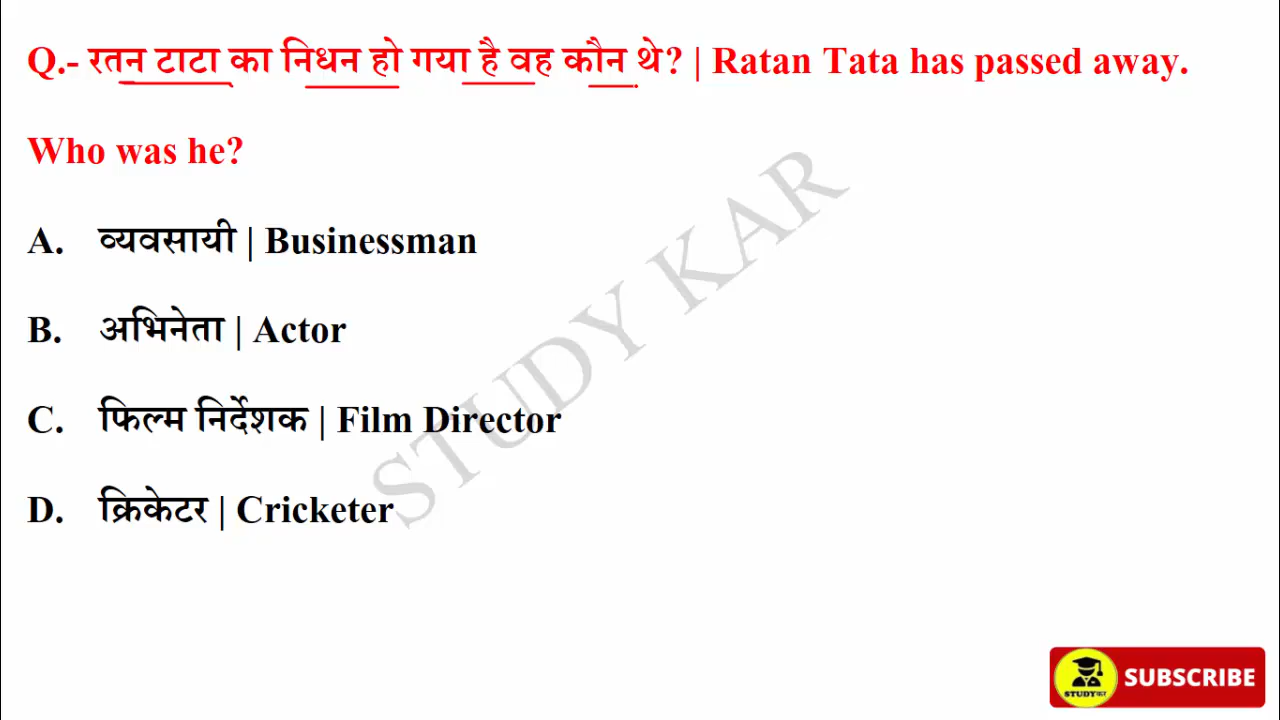 Q.- रतन टाटा का निधन हो गया है वह कौन थे? | Ratan Tata has passed away.
Who was he?
A. व्यवसायी | Businessman
B. अभिनेता | Actor
C. फिल्म निर्देशक | Film Director
D. क्रिकेटर | Cricketer
STUDY KAR
STUDYकर
SUBSCRIBE